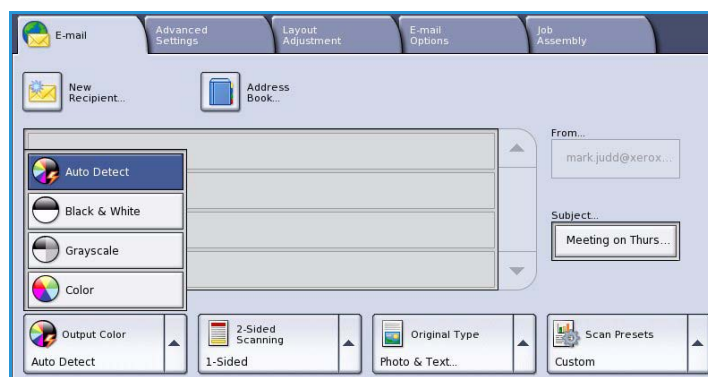 E-mail
Advanced
Settings
Layout
Adjustment
E-mail
Options
Job
Assembly
New
Recipient...
Address
Book...
From...
mark.judd@xerox...
Subject...
Meeting on Thurs...
Auto Detect
Black & White
Grayscale
Color
Output Color
Auto Detect
2-Sided
Scanning
1-Sided
Original Type
Photo & Text...
Scan Presets
Custom